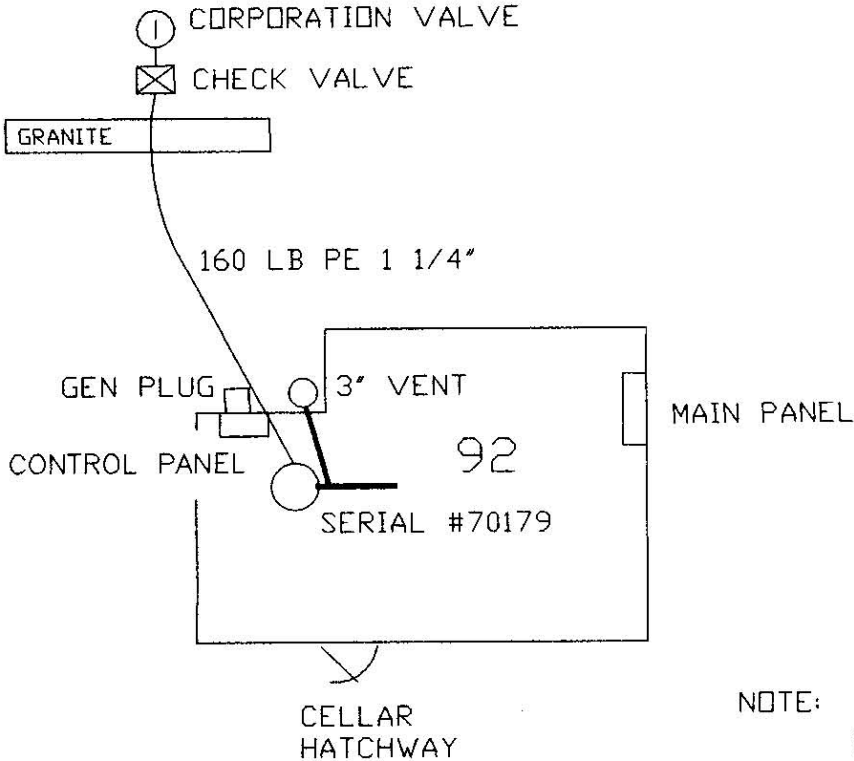 1 CORPORATION VALVE
CHECK VALVE
GRANITE
160 LB PE 1 1/4"
GEN PLUG
3" VENT
MAIN PANEL
CONTROL PANEL
92
SERIAL #70179
NOTE:
CELLAR
HATCHWAY